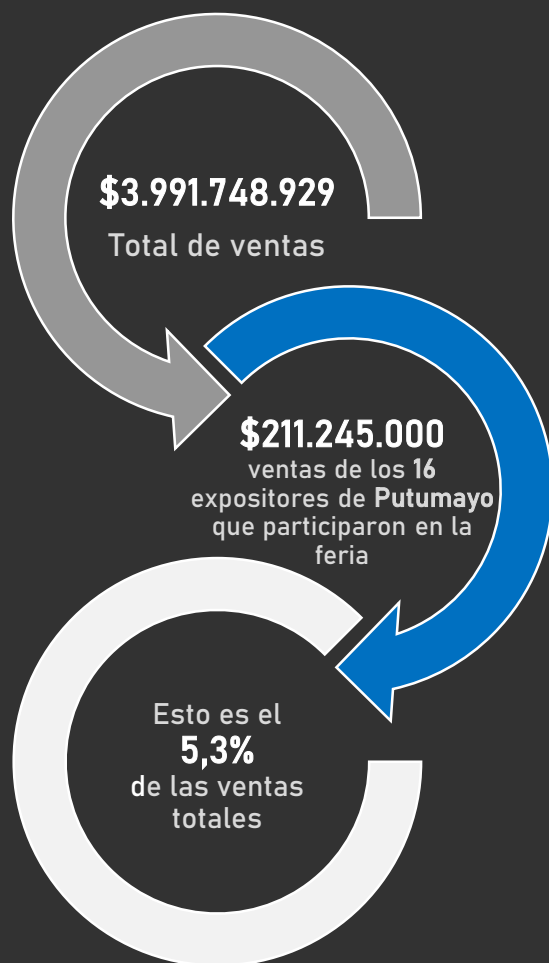 $3.991.748.929
Total de ventas
$211.245.000
ventas de los 16
expositores de Putumayo
que participaron en la
feria
Esto es el
5,3%
de las ventas
totales